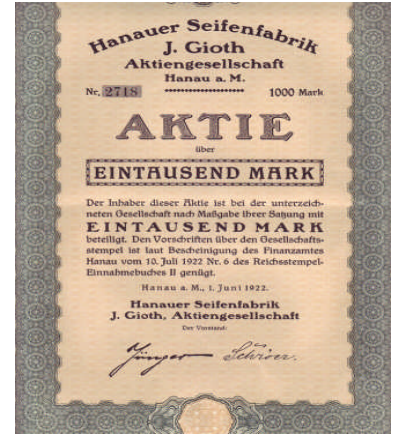 Hanauer Seifenfabrik
J. Gioth
Aktiengesellschaft
Hanau a. M.
Nr. 2718 1000 Mark
AKTIE
über
EINTAUSEND MARK
Der Inhaber dieser Aktie ist bei der unterzeich-
neten Gesellschaft nach Maßgabe ihrer Satzung mit
EINTAUSEND MARK
beteiligt. Den Vorschriften über den Gesellschafts-
stempel ist laut Bescheinigung des Finanzamtes
Hanau vom 10. Juli 1922 Nr. 6 des Reichsstempel-
Einnahmebuches II genügt.
Hanau a. M., 1. Juni 1922.
Hanauer Seifenfabrik
J. Gioth, Aktiengesellschaft
Der Vorstand: